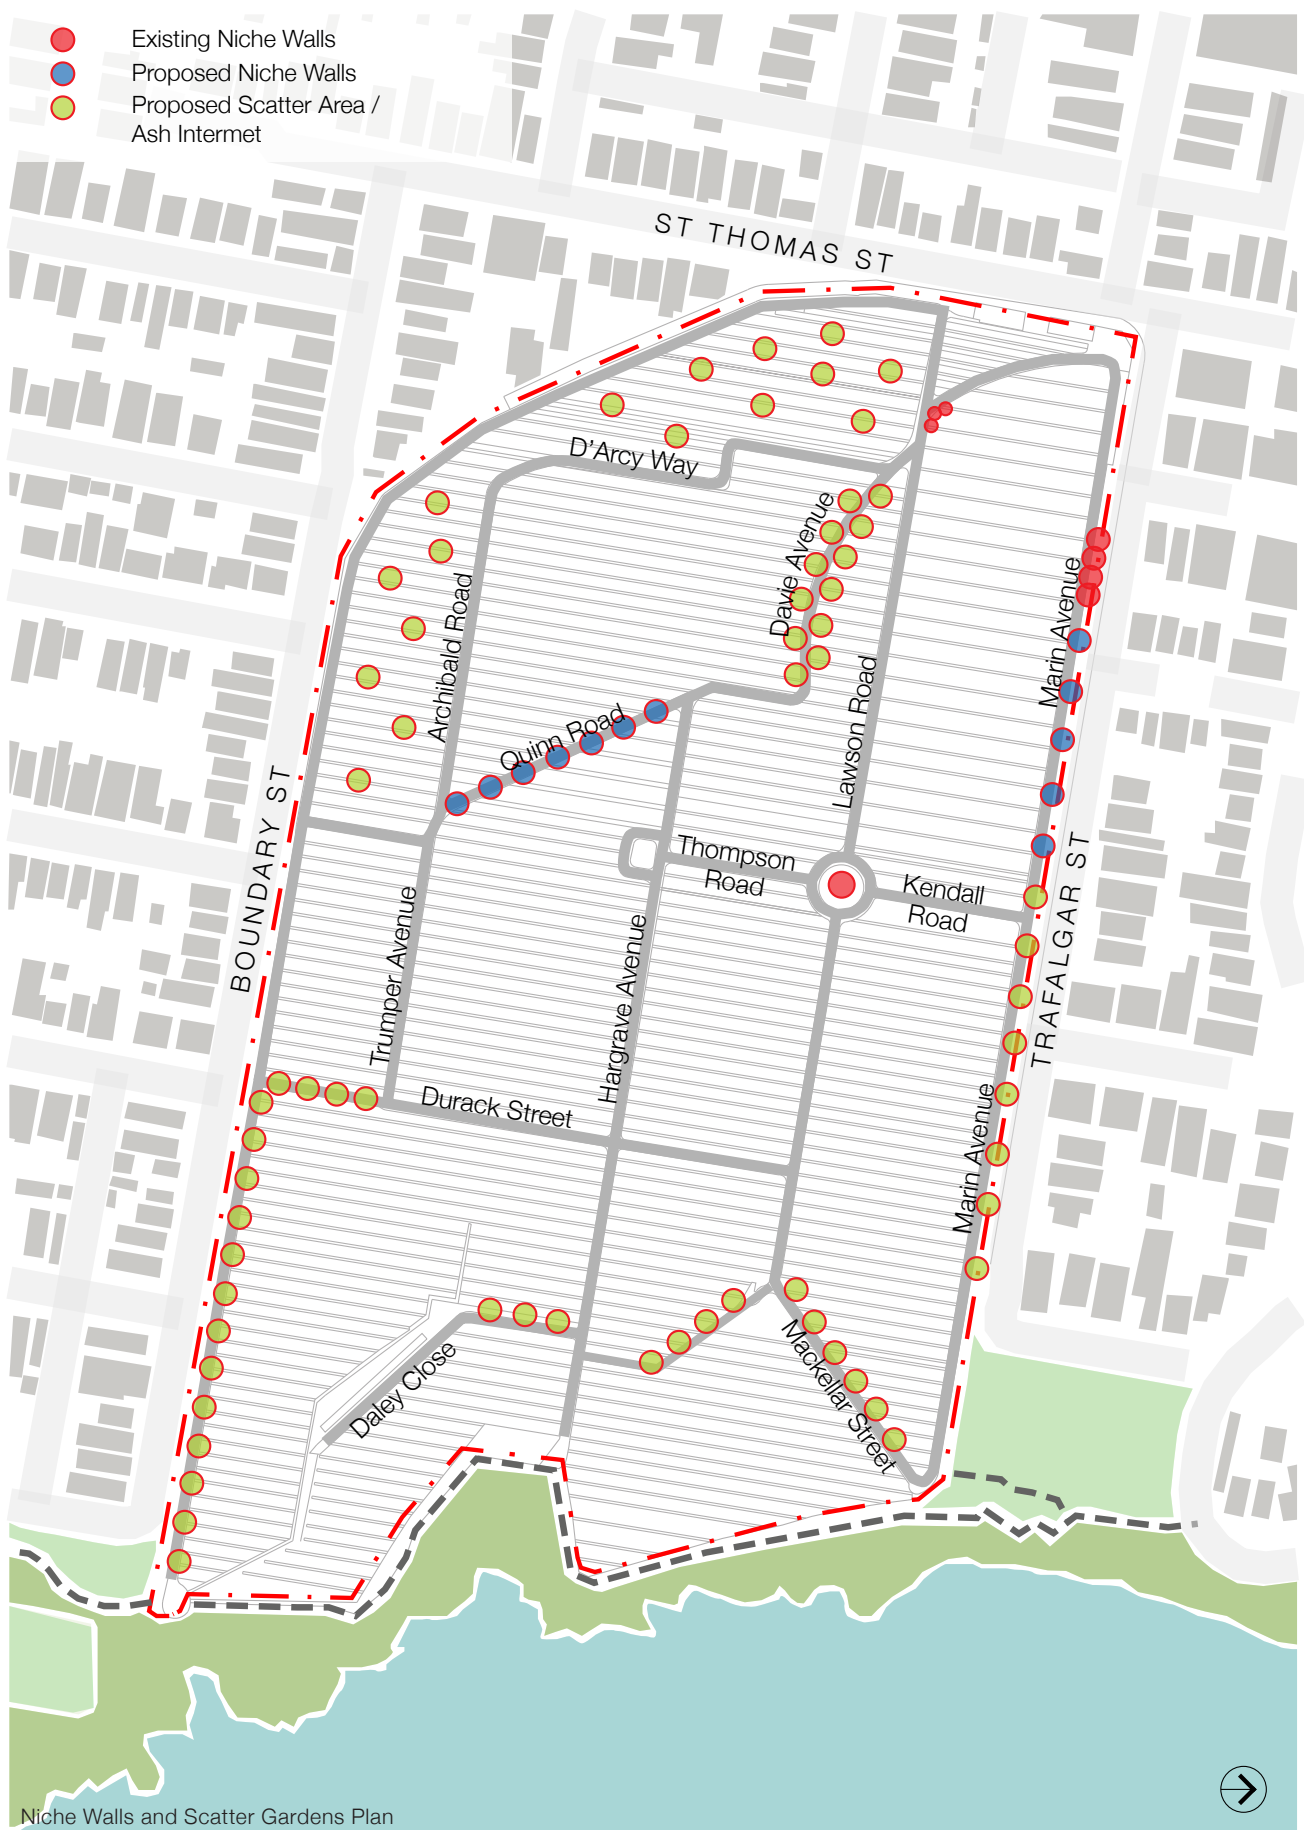 Existing Niche Walls
Proposed Niche Walls
Proposed Scatter Area /
Ash Intermet
ST THOMAS ST
D'Arcy Way
Davie Avenue
Marin Avenue
Archibald Road
Lawson Road
Quinn Road
BOUNDARY ST
Thompson
Road
Kendall
Road
TRAFALGAR ST
Trumper Avenue
Hargrave Avenue
Durack Street
Marin Avenue
Daley Close
Mackellar Street
Niche Walls and Scatter Gardens Plan